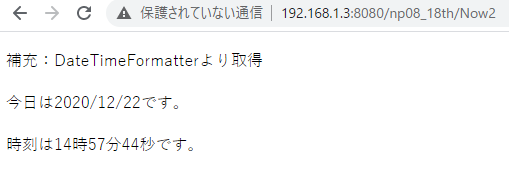 保護されていない通信 | 192.168.1.3:8080/np08_18th/Now2
補充：DateTimeFormatterより取得
今日は2020/12/22です。
時刻は14時57分44秒です。